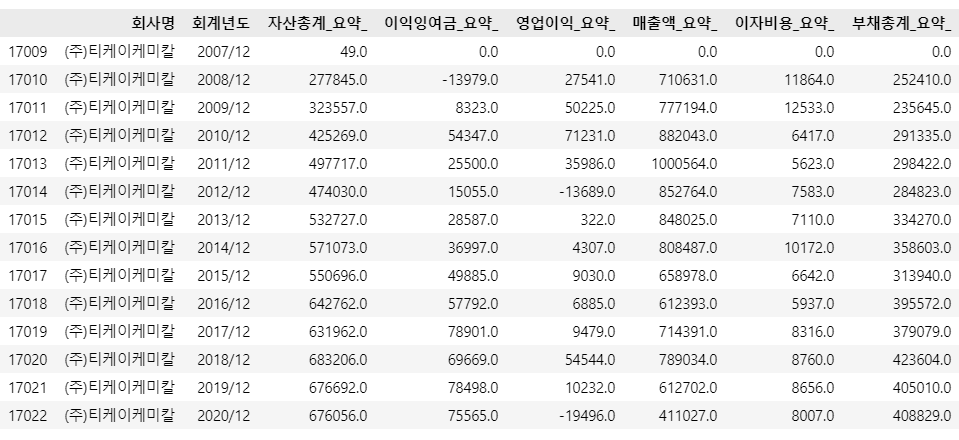 회사명 회계년도 자산총계_요약_ 이익잉여금_요약_ 영업이익_요약_ 매출액_요약_ 이자비용_요약_ 부채총계_요약_
17009 (주)티케이케미칼 2007/12 49.0 0.0 0.0 0.0 0.0 0.0
17010 (주)티케이케미칼 2008/12 277845.0 -13979.0 27541.0 710631.0 11864.0 252410.0
17011 (주)티케이케미칼 2009/12 323557.0 8323.0 50225.0 777194.0 12533.0 235645.0
17012 (주)티케이케미칼 2010/12 425269.0 54347.0 71231.0 882043.0 6417.0 291335.0
17013 (주)티케이케미칼 2011/12 497717.0 25500.0 35986.0 1000564.0 5623.0 298422.0
17014 (주)티케이케미칼 2012/12 474030.0 15055.0 -13689.0 852764.0 7583.0 284823.0
17015 (주)티케이케미칼 2013/12 532727.0 28587.0 322.0 848025.0 7110.0 334270.0
17016 (주)티케이케미칼 2014/12 571073.0 36997.0 4307.0 808487.0 10172.0 358603.0
17017 (주)티케이케미칼 2015/12 550696.0 49885.0 9030.0 658978.0 6642.0 313940.0
17018 (주)티케이케미칼 2016/12 642762.0 57792.0 6885.0 612393.0 5937.0 395572.0
17019 (주)티케이케미칼 2017/12 631962.0 78901.0 9479.0 714391.0 8316.0 379079.0
17020 (주)티케이케미칼 2018/12 683206.0 69669.0 54544.0 789034.0 8760.0 423604.0
17021 (주)티케이케미칼 2019/12 676692.0 78498.0 10232.0 612702.0 8656.0 405010.0
17022 (주)티케이케미칼 2020/12 676056.0 75565.0 -19496.0 411027.0 8007.0 408829.0